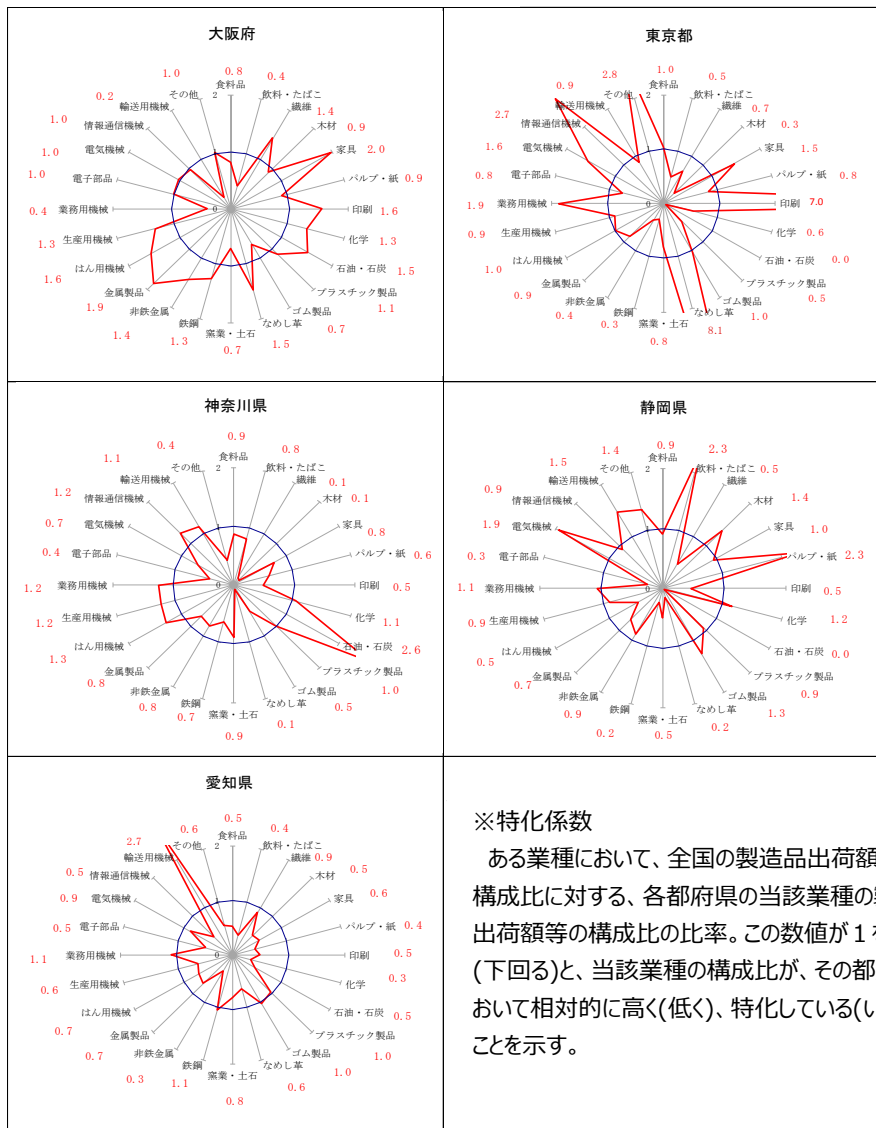 大阪府
0.8
食料品
0.4
飲料・たばこ
繊維
1.4
木材
0.9
家具
2.0
パルプ・紙
0.9
印刷
1.6
化学
1.3
石油・石炭
1.5
プラスチック製品
1.1
ゴム製品
0.7
なめし革
1.5
窯業・土石
0.7
鉄鋼
1.3
非鉄金属
1.4
金属製品
1.9
はん用機械
1.6
生産用機械
1.3
業務用機械
0.4
電子部品
1.0
電気機械
1.0
情報通信機械
1.0
輸送用機械
0.2
その他
1.0
2
1
0
東京都
1.0
食料品
0.5
飲料・たばこ
繊維
0.7
木材
0.3
家具
1.5
パルプ・紙
0.8
印刷
7.0
化学
0.6
石油・石炭
0.0
プラスチック製品
0.5
ゴム製品
1.0
なめし革
8.1
窯業・土石
0.8
鉄鋼
0.3
非鉄金属
0.4
金属製品
0.9
はん用機械
1.0
生産用機械
0.9
業務用機械
1.9
電子部品
0.8
電気機械
1.6
情報通信機械
2.7
輸送用機械
0.9
その他
2.8
2
1
0
神奈川県
0.9
食料品
0.8
飲料・たばこ
繊維
0.1
木材
0.1
家具
0.8
パルプ・紙
0.6
印刷
0.5
化学
1.1
石油・石炭
2.6
プラスチック製品
1.0
ゴム製品
0.5
なめし革
0.1
窯業・土石
0.9
鉄鋼
0.7
非鉄金属
0.8
金属製品
0.8
はん用機械
1.3
生産用機械
1.2
業務用機械
1.2
電子部品
0.4
電気機械
0.7
情報通信機械
1.2
輸送用機械
1.1
その他
0.4
2
1
0
静岡県
0.9
食料品
2.3
飲料・たばこ
繊維
0.5
木材
1.4
家具
1.0
パルプ・紙
2.3
印刷
0.5
化学
1.2
石油・石炭
0.0
プラスチック製品
0.9
ゴム製品
1.3
なめし革
0.2
窯業・土石
0.5
鉄鋼
0.2
非鉄金属
0.9
金属製品
0.7
はん用機械
0.5
生産用機械
0.9
業務用機械
1.1
電子部品
0.3
電気機械
1.9
情報通信機械
0.9
輸送用機械
1.5
その他
1.4
2
1
0
愛知県
0.5
食料品
0.4
飲料・たばこ
繊維
0.9
木材
0.5
家具
0.6
パルプ・紙
0.4
印刷
0.5
化学
0.3
石油・石炭
0.5
プラスチック製品
1.0
ゴム製品
1.0
なめし革
0.6
窯業・土石
0.8
鉄鋼
1.1
非鉄金属
0.3
金属製品
0.7
はん用機械
0.7
生産用機械
0.6
業務用機械
1.1
電子部品
0.5
電気機械
0.9
情報通信機械
0.5
輸送用機械
2.7
その他
0.6
2
1
0
※特化係数
ある業種において、全国の製造品出荷額
構成比に対する、各都府県の当該業種の
出荷額等の構成比の比率。この数値が１
(下回る)と、当該業種の構成比が、その都
おいて相対的に高く(低く)、特化している(い
ことを示す。